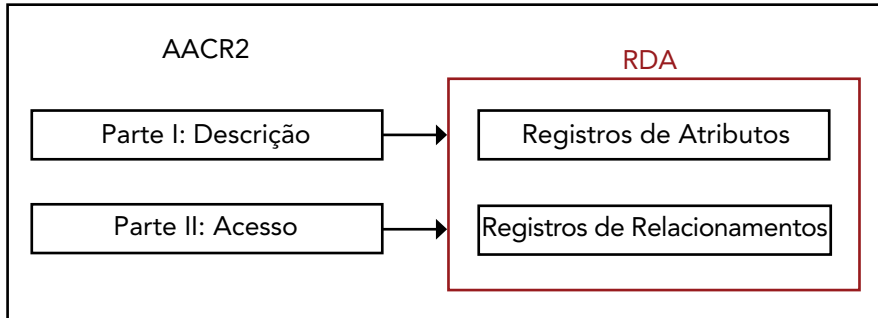 AACR2
RDA
Parte I: Descrição
Registros de Atributos
Parte II: Acesso
Registros de Relacionamentos